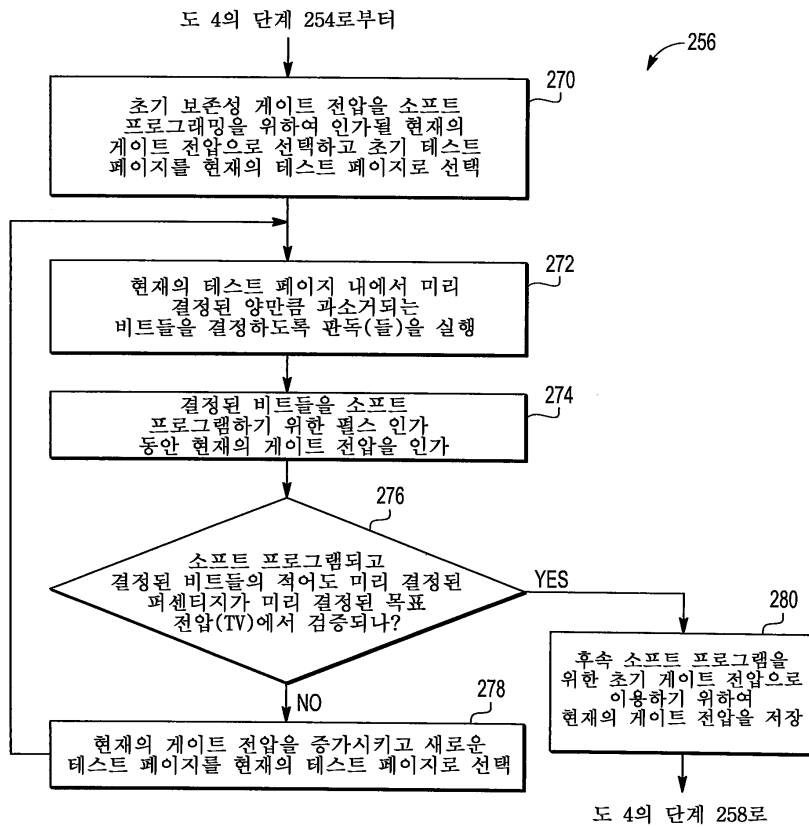 도 4의 단계 254로부터
256
270
초기 보존성 게이트 전압을 소프트
프로그래밍을 위하여 인가될 현재의
게이트 전압으로 선택하고 초기 테스트
페이지를 현재의 테스트 페이지로 선택
272
현재의 테스트 페이지 내에서 미리
결정된 양만큼 과소거되는
비트들을 결정하도록 판독(들)을 실행
274
결정된 비트들을 소프트
프로그램하기 위한 펄스 인가
동안 현재의 게이트 전압을 인가
276
소프트 프로그램되고
결정된 비트들의 적어도 미리 결정된
퍼센티지가 미리 결정된 목표
전압(TV)에서 검증되나?
YES
NO
278
현재의 게이트 전압을 증가시키고 새로운
테스트 페이지를 현재의 테스트 페이지로 선택
280
후속 소프트 프로그램을
위한 초기 게이트 전압으로
이용하기 위하여
현재의 게이트 전압을 저장
도 4의 단계 258로